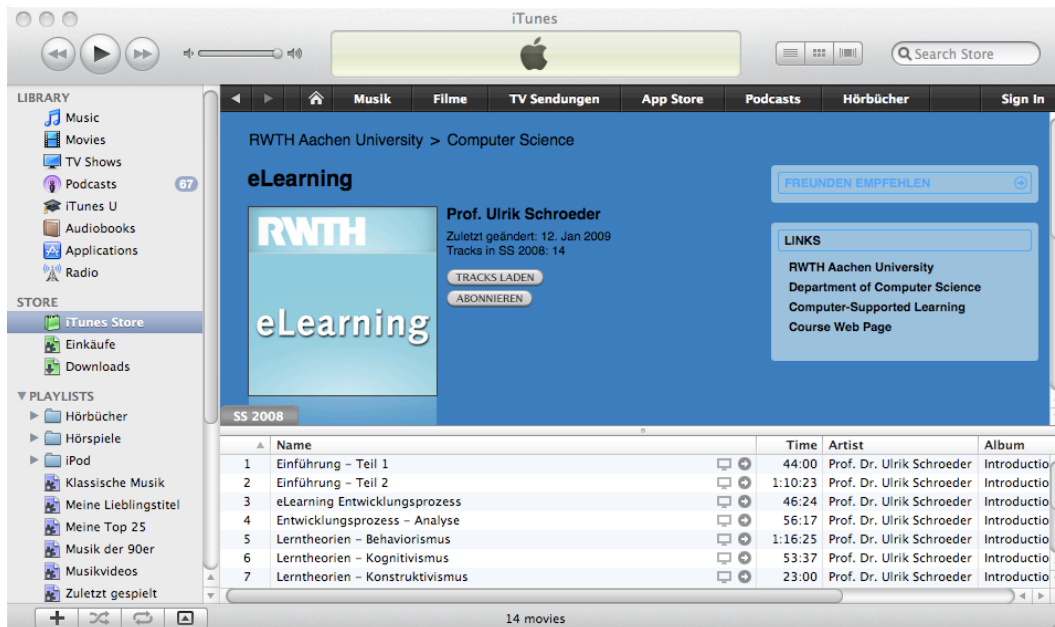 iTunes
Search Store
LIBRARY
Music
Movies
TV Shows
Podcasts 67
iTunes U
Audiobooks
Applications
Radio
STORE
iTunes Store
Einkäufe
Downloads
PLAYLISTS
Hörbücher
Hörspiele
iPod
Klassische Musik
Meine Lieblingstitel
Meine Top 25
Musik der 90er
Musikvideos
Zuletzt gespielt
Musik Filme TV Sendungen App Store Podcasts Hörbücher Sign In
RWTH Aachen University > Computer Science
eLearning
RWTH
eLearning
Prof. Ulrik Schroeder
Zuletzt geändert: 12. Jan 2009
Tracks in SS 2008: 14
TRACKS LADEN
ABONNIEREN
FREUNDEN EMPFEHLEN
LINKS
RWTH Aachen University
Department of Computer Science
Computer-Supported Learning
Course Web Page
SS 2008
Name Time Artist Album
1 Einführung – Teil 1 44:00 Prof. Dr. Ulrik Schroeder Introductio
2 Einführung – Teil 2 1:10:23 Prof. Dr. Ulrik Schroeder Introductio
3 eLearning Entwicklungsprozess 46:24 Prof. Dr. Ulrik Schroeder Introductio
4 Entwicklungsprozess – Analyse 56:17 Prof. Dr. Ulrik Schroeder Introductio
5 Lerntheorien – Behaviorismus 1:16:25 Prof. Dr. Ulrik Schroeder Introductio
6 Lerntheorien – Kognitivismus 53:37 Prof. Dr. Ulrik Schroeder Introductio
7 Lerntheorien – Konstruktivismus 23:00 Prof. Dr. Ulrik Schroeder Introductio
14 movies